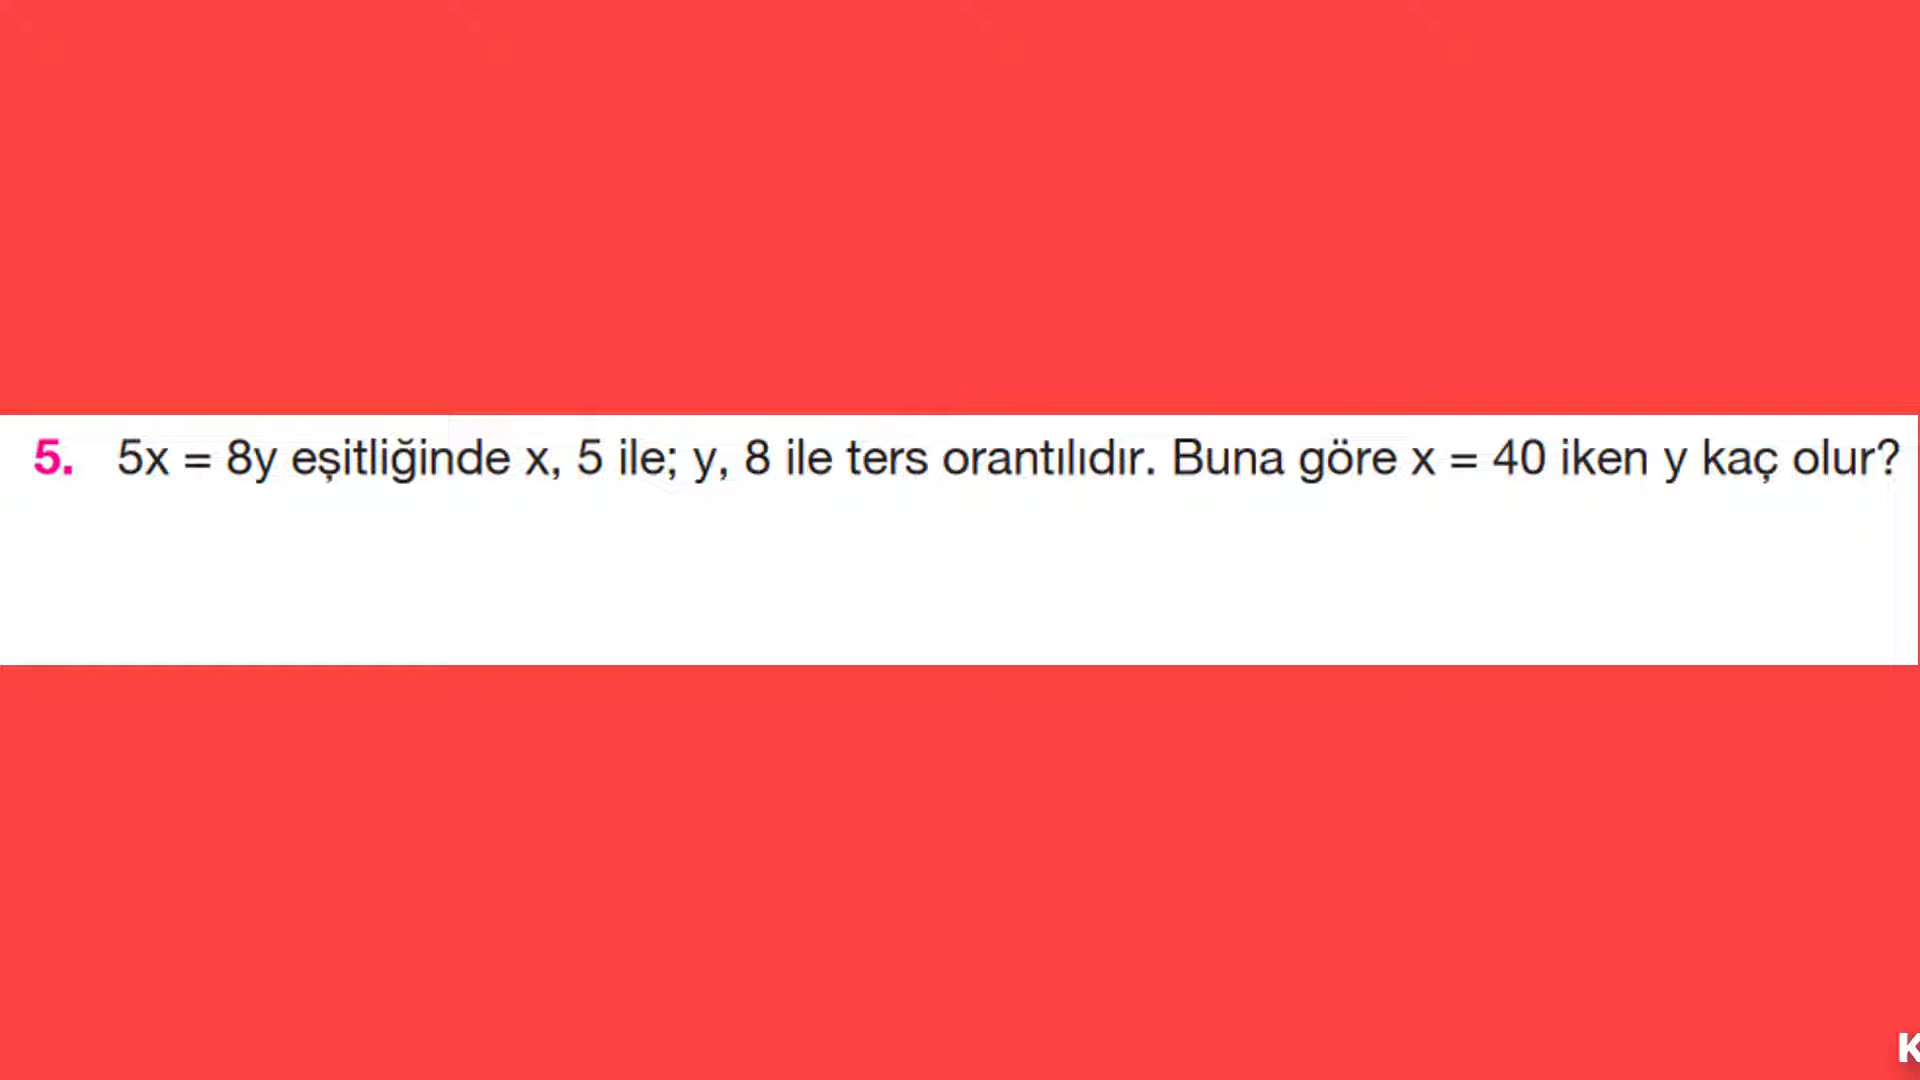 5. 5x = 8y eşitliğinde x, 5 ile; y, 8 ile ters orantılıdır. Buna göre x = 40 iken y kaç olur?
K